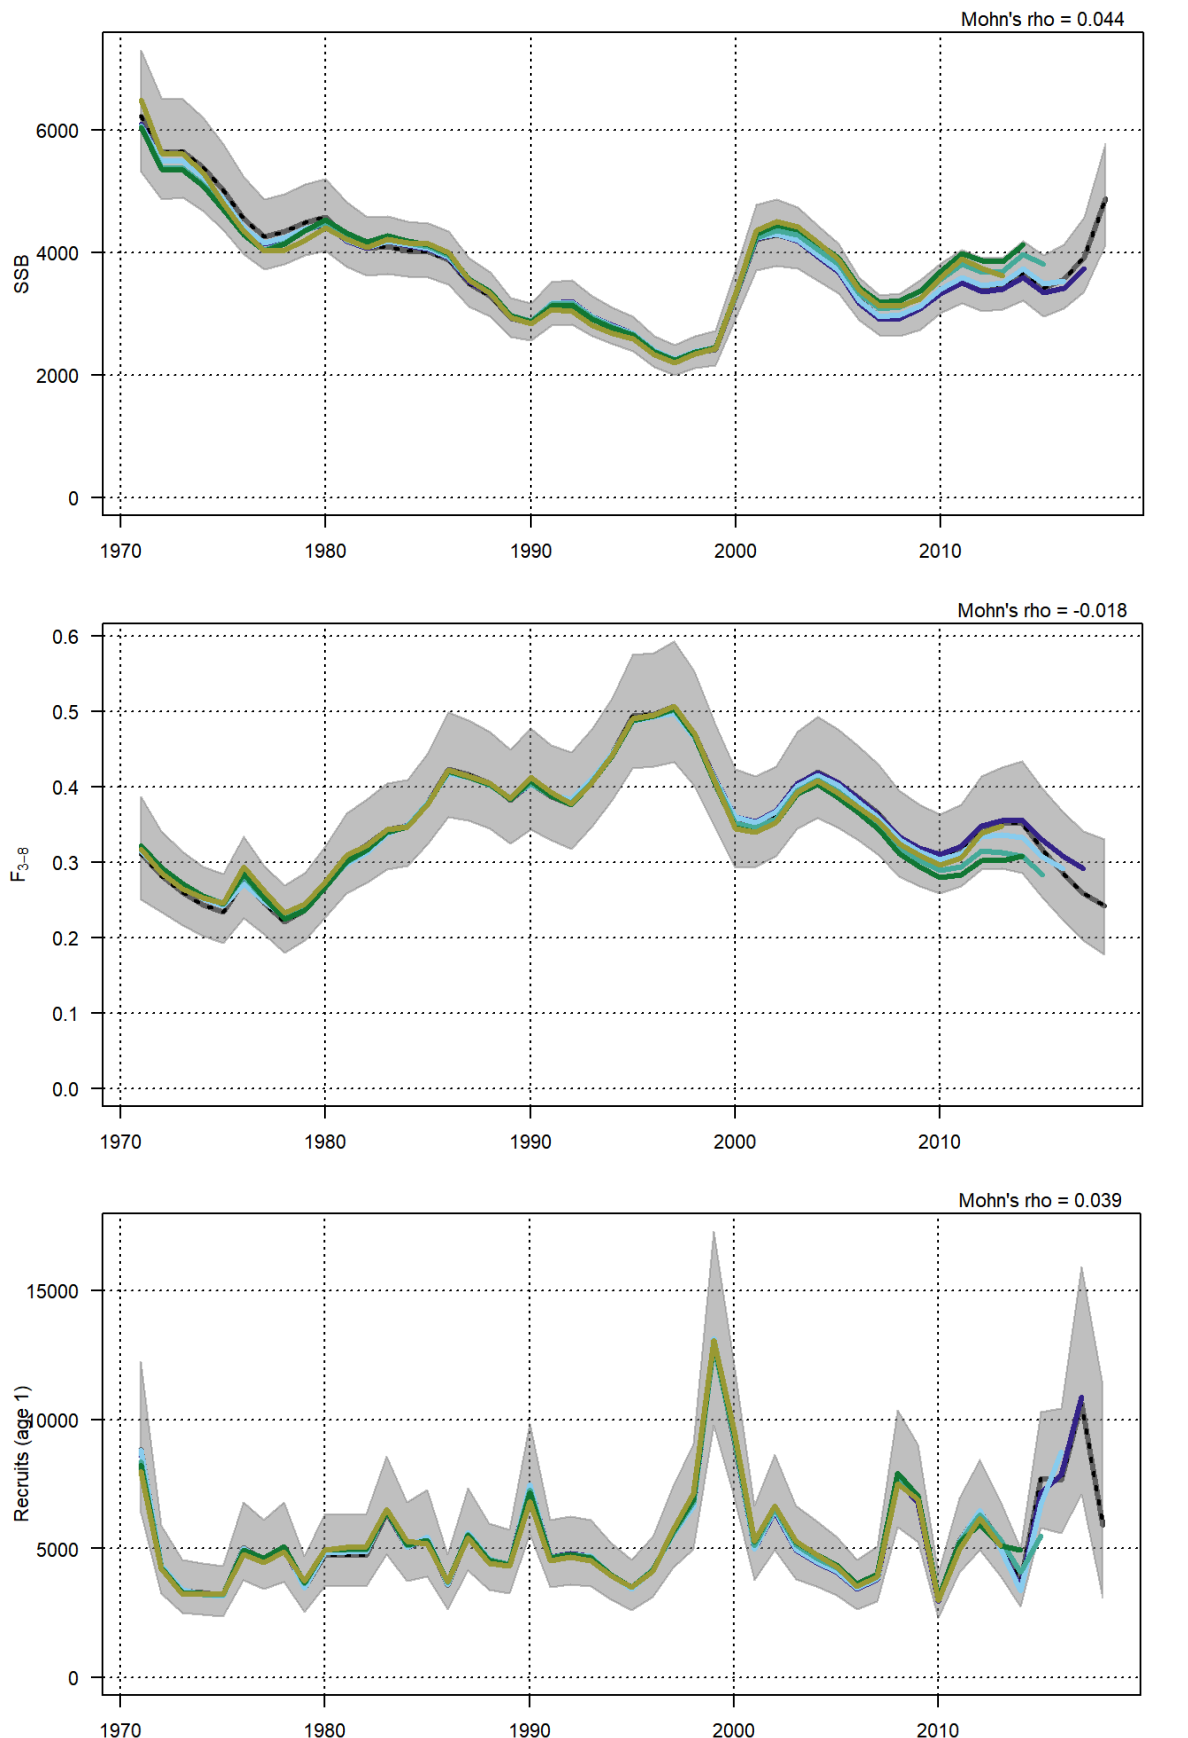 Mohn's rho = 0.044
SSB
6000
4000
2000
0
1970 1980 1990 2000 2010
Mohn's rho = -0.018
F3–8
0.6
0.5
0.4
0.3
0.2
0.1
0.0
1970 1980 1990 2000 2010
Mohn's rho = 0.039
Recruits (age 1)
15000
10000
5000
0
1970 1980 1990 2000 2010